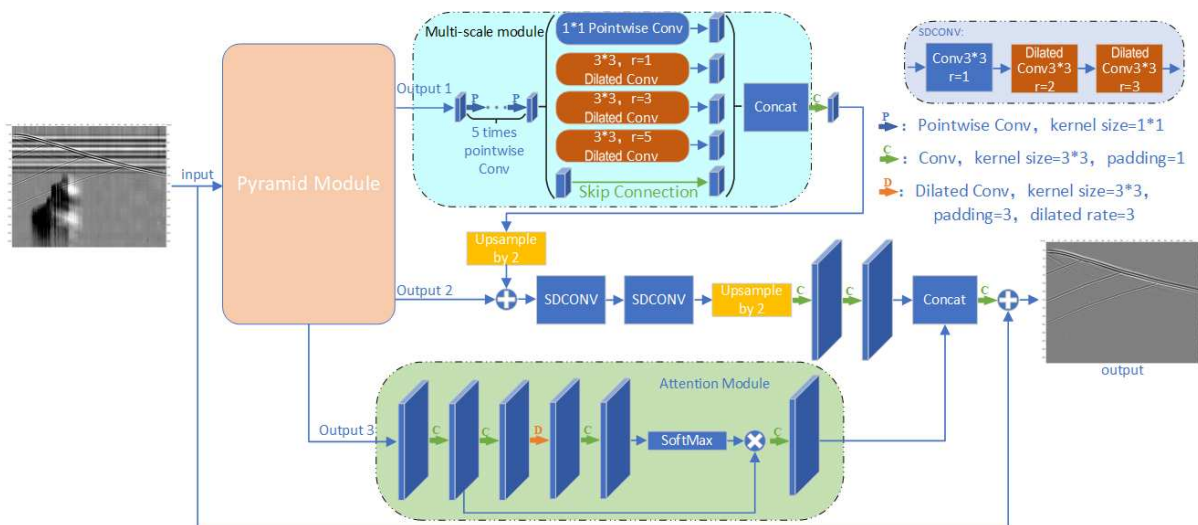 Multi-scale module
1*1 Pointwise Conv
3*3, r=1
Dilated Conv
3*3, r=3
Dilated Conv
3*3, r=5
Dilated Conv
Skip Connection
Output 1
P
P
5 times
pointwise
Conv
Concat
C
SDCONV:
Conv3*3
r=1
Dilated
Conv3*3
r=2
Dilated
Conv3*3
r=3
P : Pointwise Conv, kernel size=1*1
C : Conv, kernel size=3*3, padding=1
D : Dilated Conv, kernel size=3*3,
padding=3, dilated rate=3
input
Pyramid Module
Upsample
by 2
Output 2
SDCONV
SDCONV
Upsample
by 2
C
C
Concat
C
output
Attention Module
Output 3
C
C
D
C
SoftMax
C